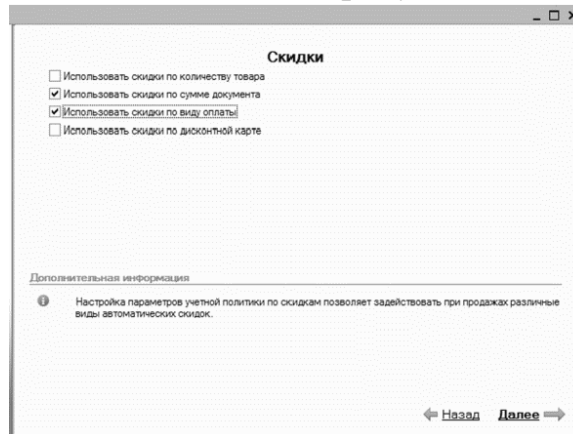 Скидки
Использовать скидки по количеству товара
Использовать скидки по сумме документа
Использовать скидки по виду оплаты
Использовать скидки по дисконтной карте
Дополнительная информация
Настройка параметров учетной политики по скидкам позволяет задействовать при продажах различные
виды автоматических скидок.
Назад Далее